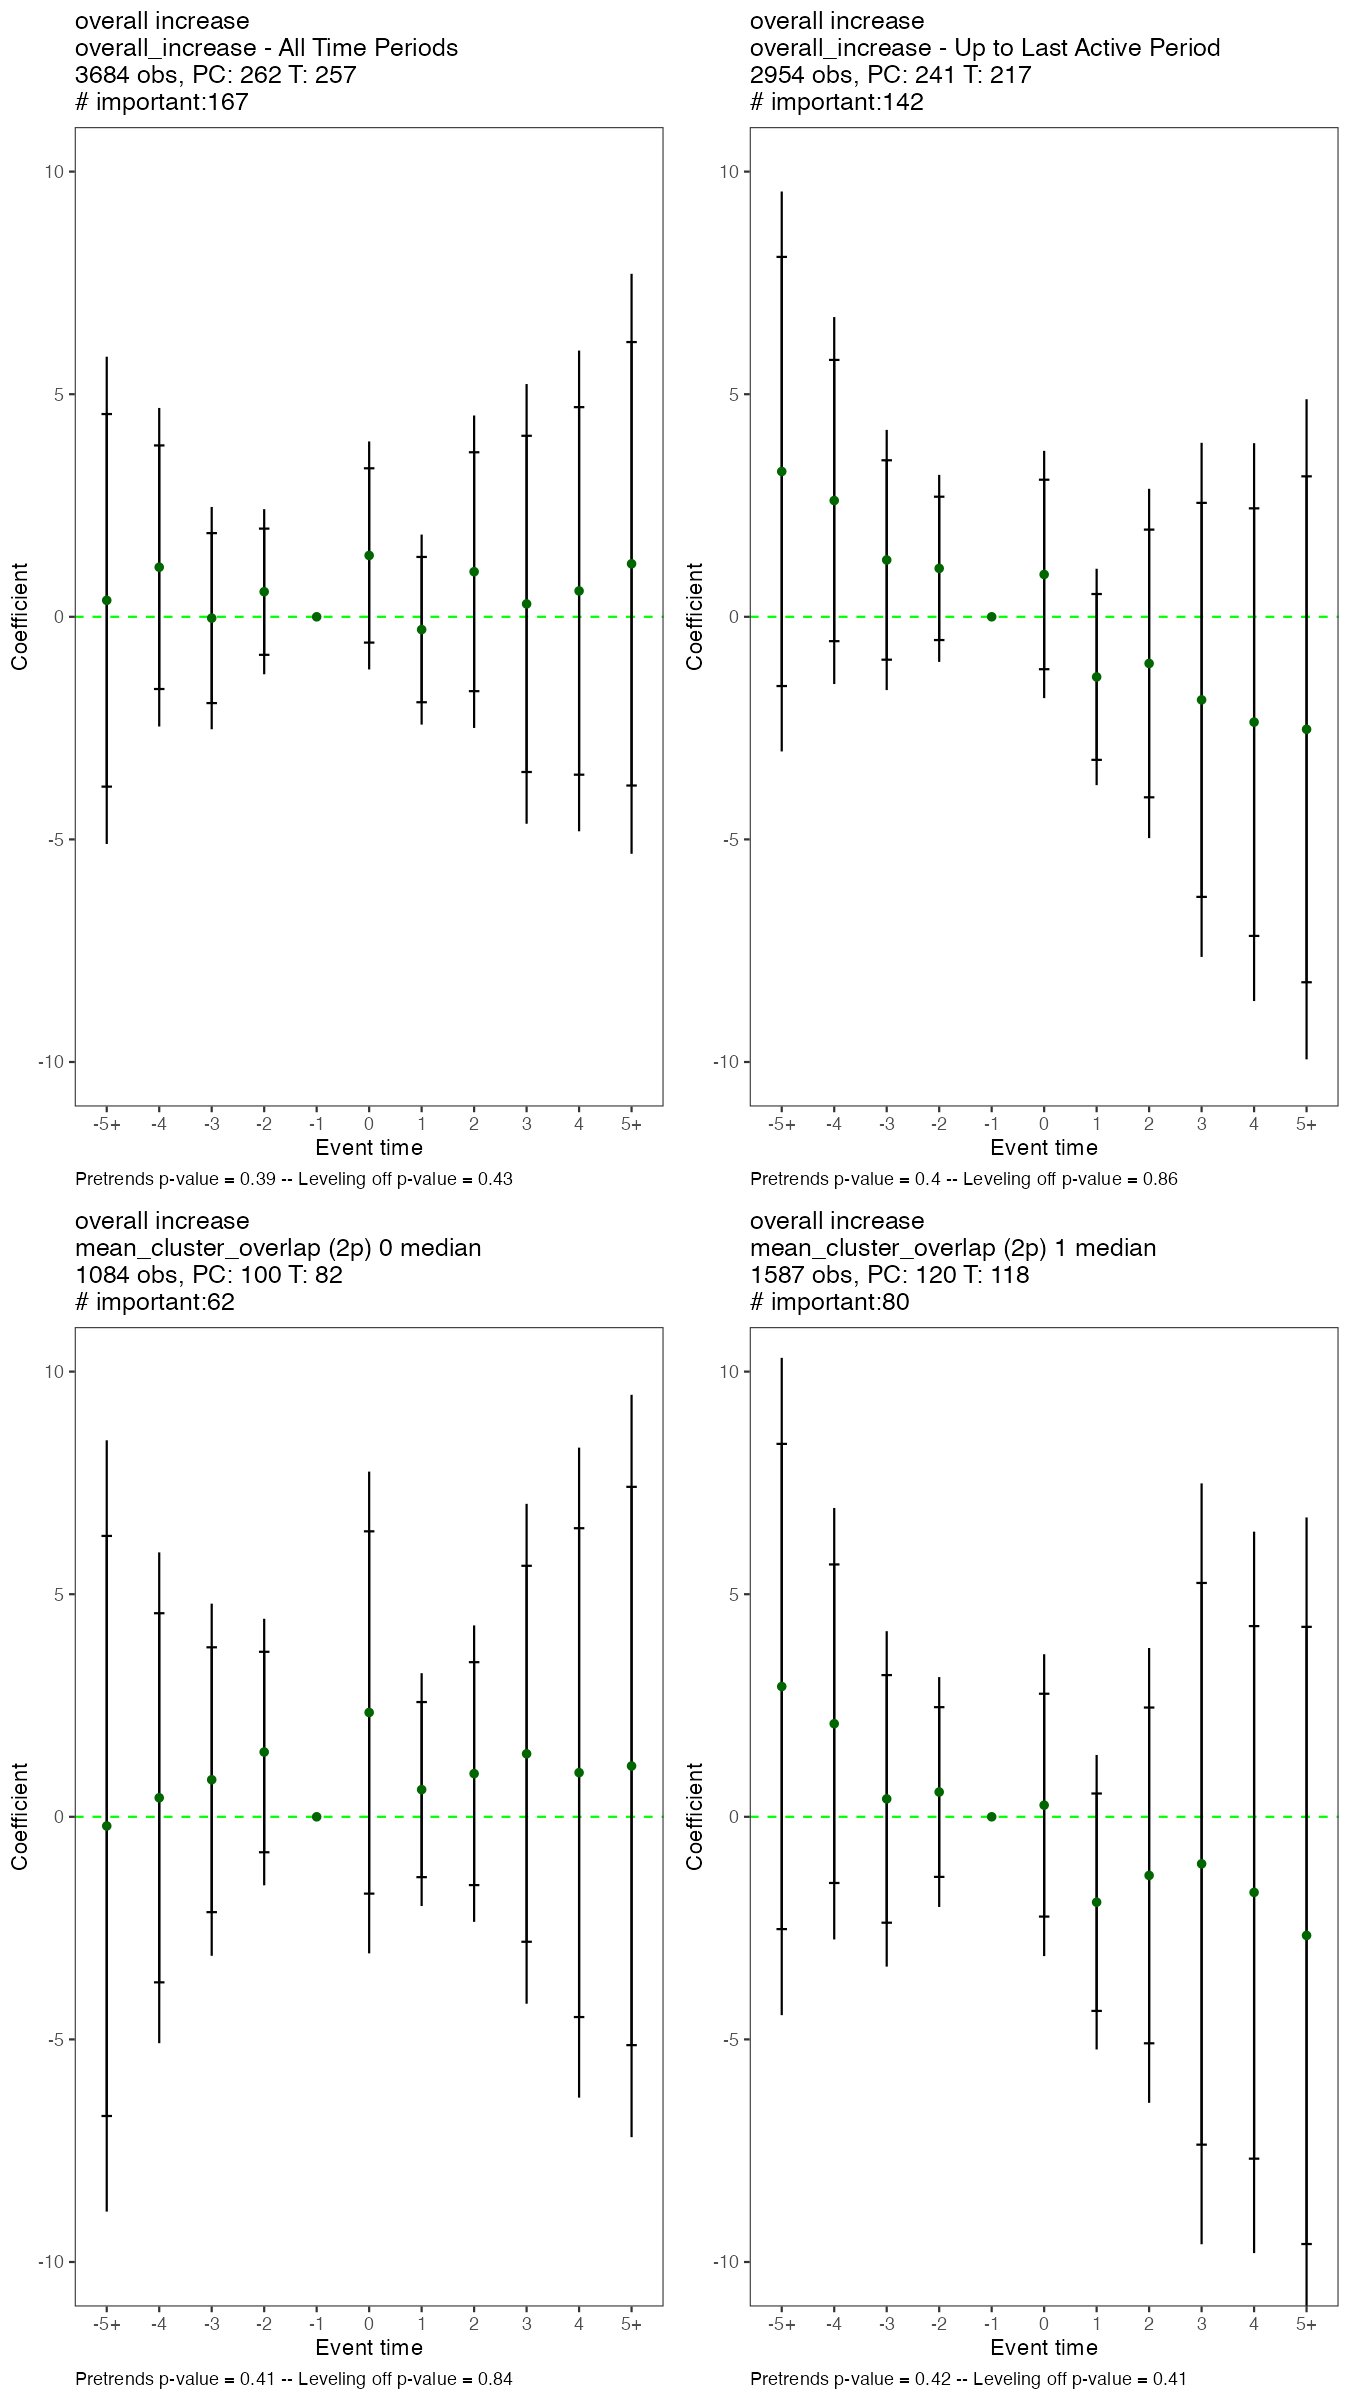 overall increase
overall_increase - All Time Periods
3684 obs, PC: 262 T: 257
# important:167
10
5
0
-5
-10
Coefficient
-5+ -4 -3 -2 -1 0 1 2 3 4 5+
Event time
Pretrends p-value = 0.39 -- Leveling off p-value = 0.43
overall increase
overall_increase - Up to Last Active Period
2954 obs, PC: 241 T: 217
# important:142
10
5
0
-5
-10
Coefficient
-5+ -4 -3 -2 -1 0 1 2 3 4 5+
Event time
Pretrends p-value = 0.4 -- Leveling off p-value = 0.86
overall increase
mean_cluster_overlap (2p) 0 median
1084 obs, PC: 100 T: 82
# important:62
10
5
0
-5
-10
Coefficient
-5+ -4 -3 -2 -1 0 1 2 3 4 5+
Event time
Pretrends p-value = 0.41 -- Leveling off p-value = 0.84
overall increase
mean_cluster_overlap (2p) 1 median
1587 obs, PC: 120 T: 118
# important:80
10
5
0
-5
-10
Coefficient
-5+ -4 -3 -2 -1 0 1 2 3 4 5+
Event time
Pretrends p-value = 0.42 -- Leveling off p-value = 0.41